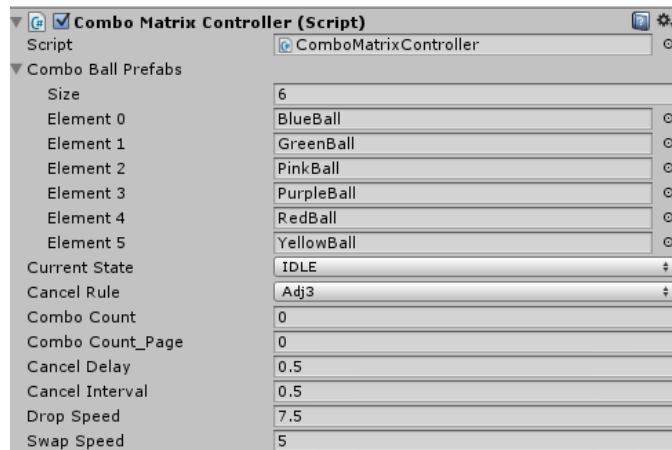 Combo Matrix Controller (Script)
Script ComboMatrixController
Combo Ball Prefabs
Size 6
Element 0 BlueBall
Element 1 GreenBall
Element 2 PinkBall
Element 3 PurpleBall
Element 4 RedBall
Element 5 YellowBall
Current State IDLE
Cancel Rule Adj3
Combo Count 0
Combo Count_Page 0
Cancel Delay 0.5
Cancel Interval 0.5
Drop Speed 7.5
Swap Speed 5